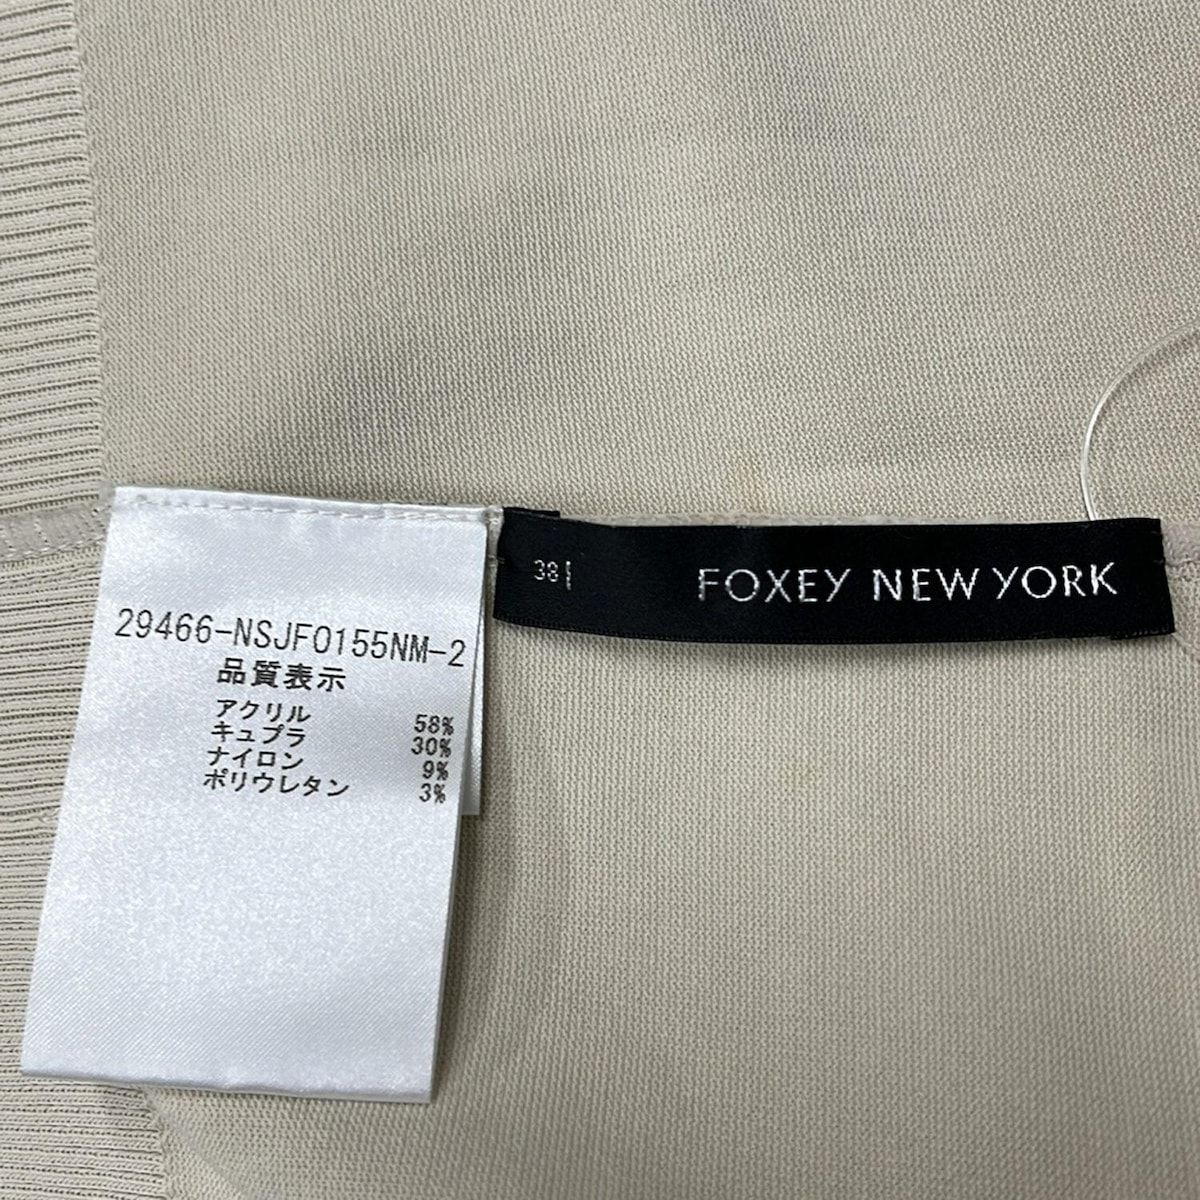 29466-NSJF0155NM-2
品質表示
アクリル 58%
キュプラ 30%
ナイロン 9%
ポリウレタン 3%
38
FOXEY NEW YORK